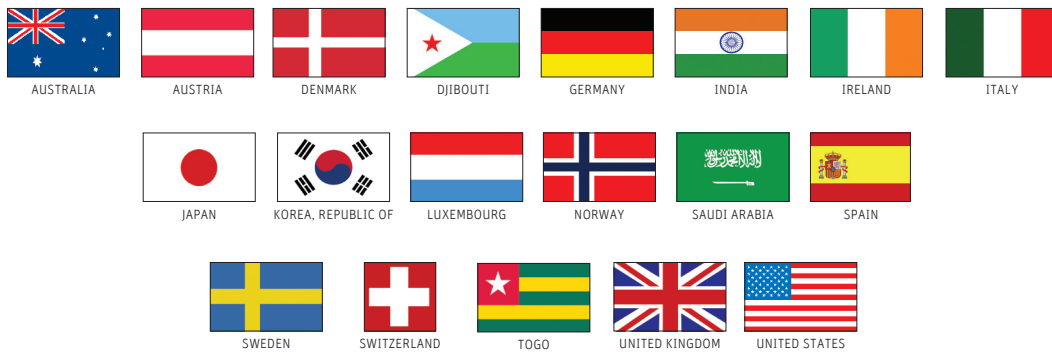 AUSTRALIA
AUSTRIA
DENMARK
DJIBOUTI
GERMANY
INDIA
IRELAND
ITALY
JAPAN
KOREA, REPUBLIC OF
LUXEMBOURG
NORWAY
SAUDI ARABIA
SPAIN
SWEDEN
SWITZERLAND
TOGO
UNITED KINGDOM
UNITED STATES